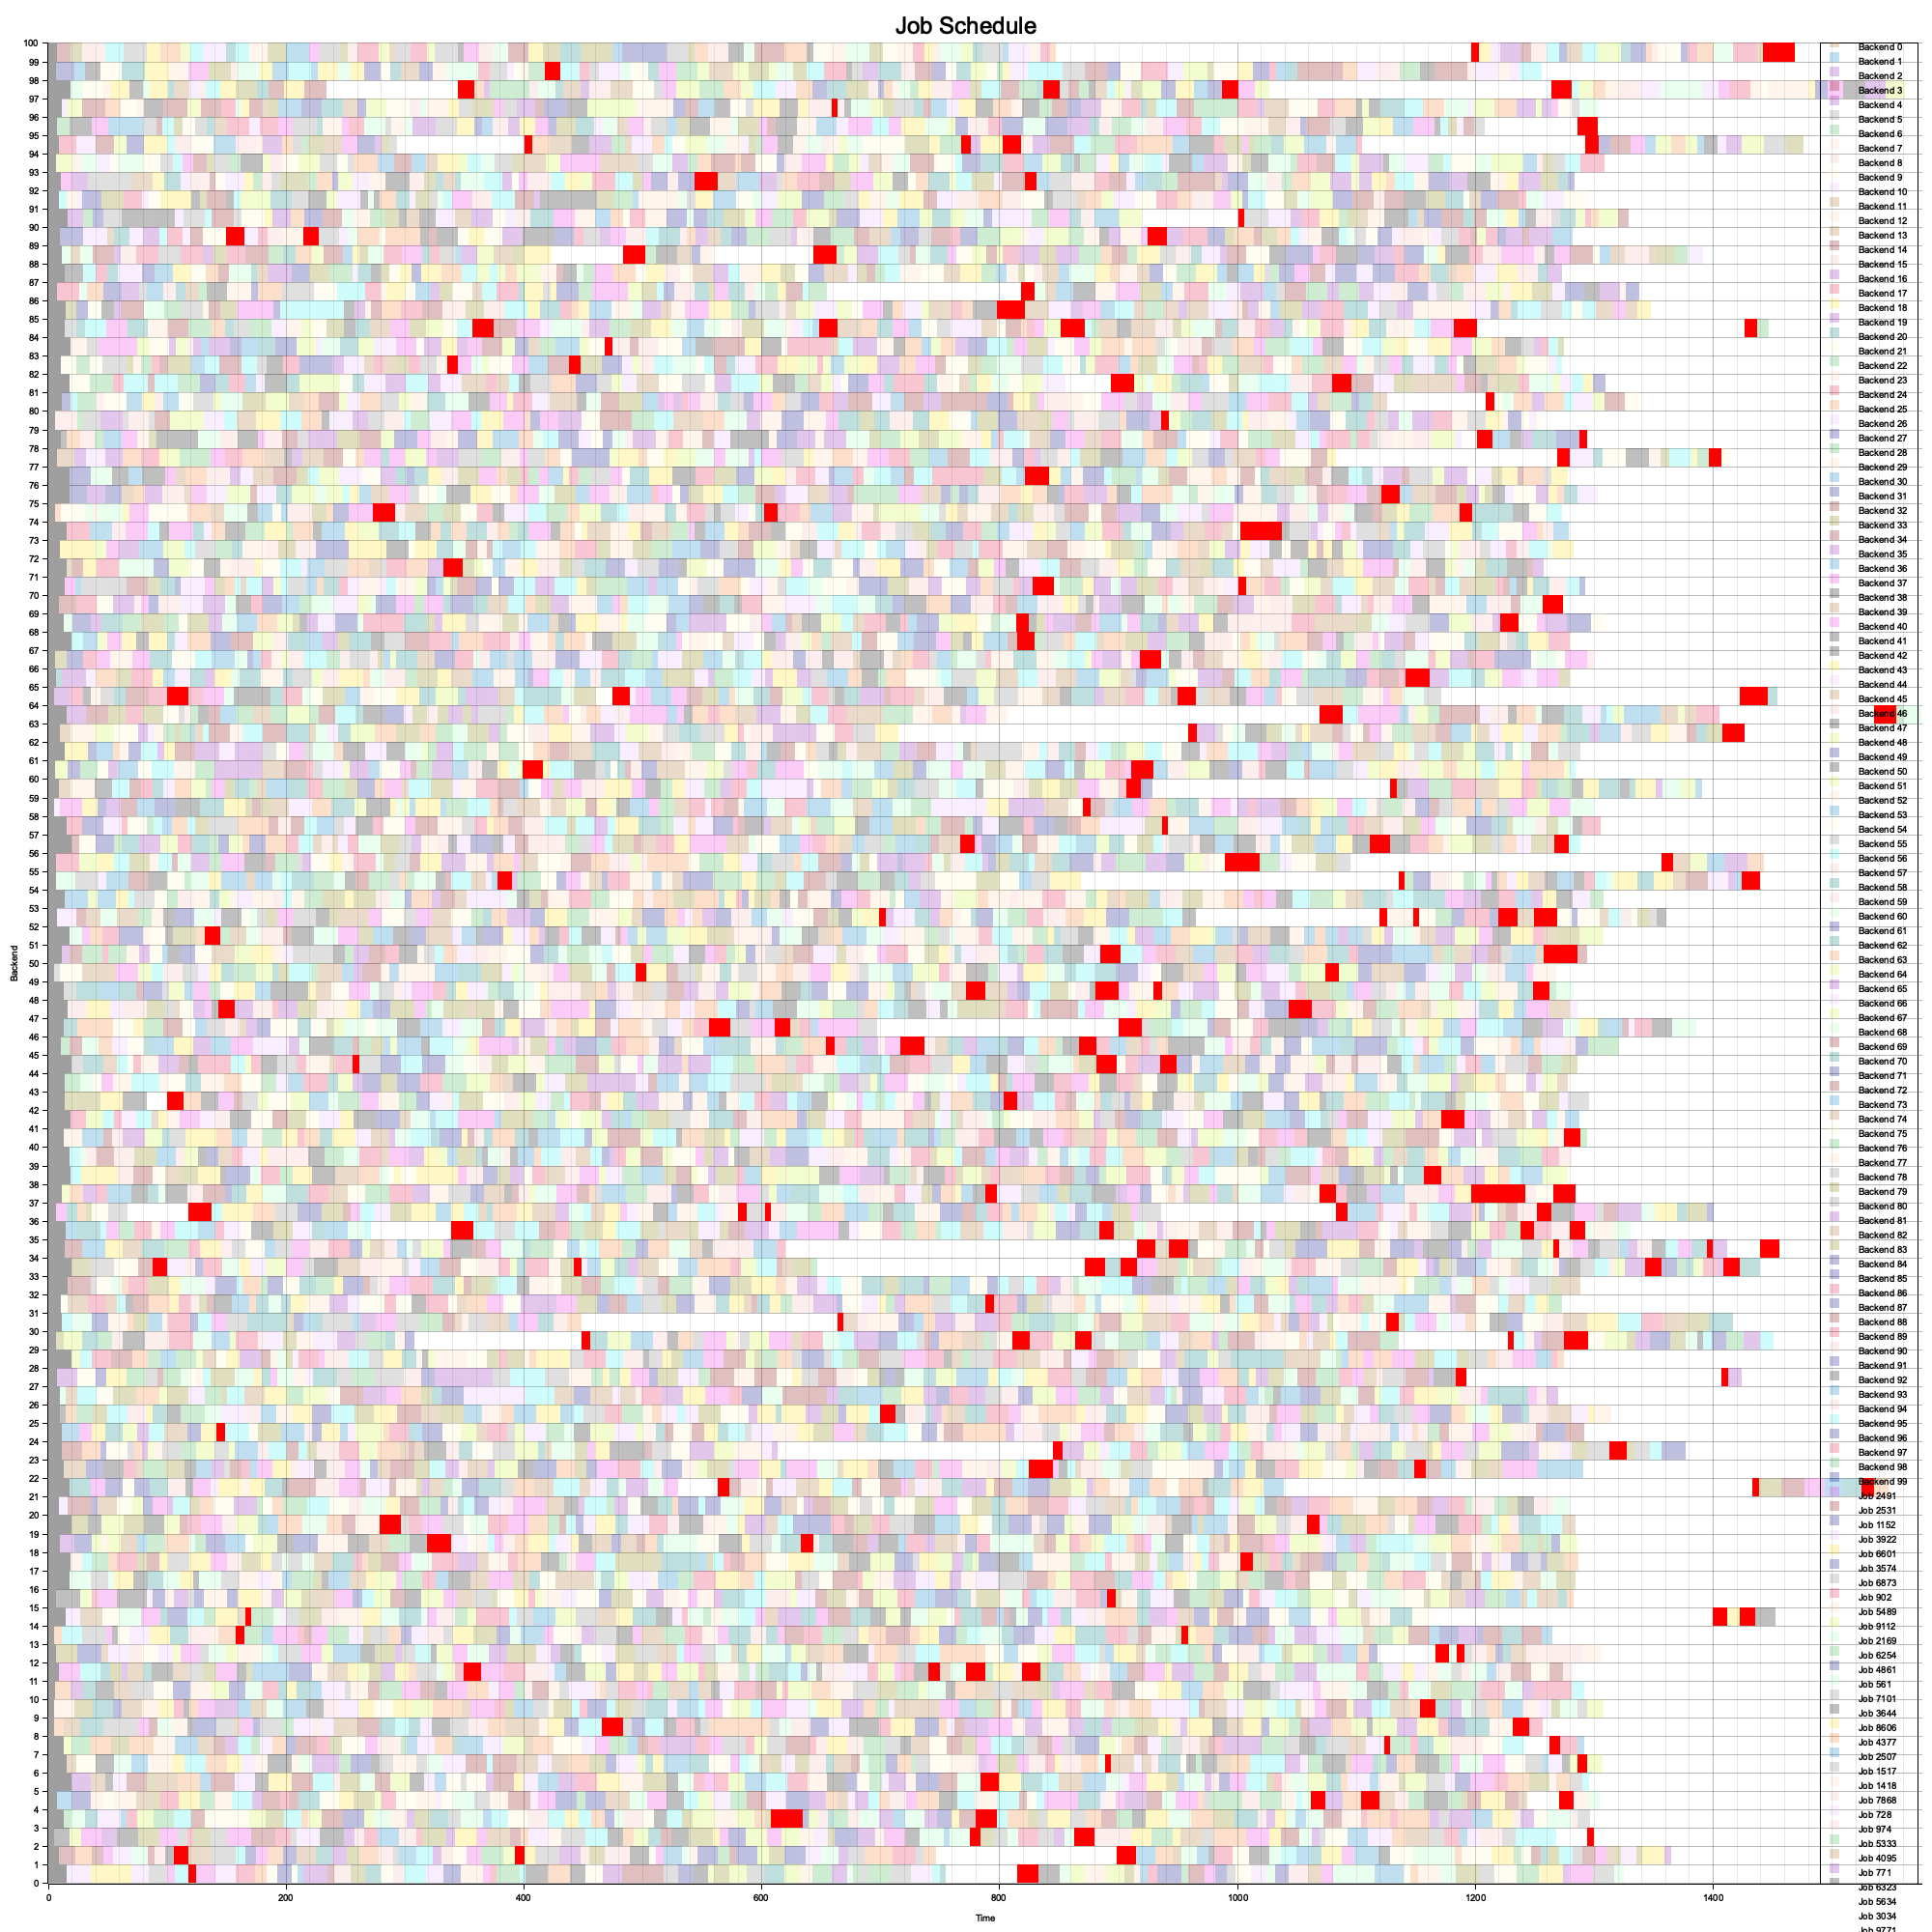 Job Schedule
100
99
98
97
96
95
94
93
92
91
90
89
88
87
86
85
84
83
82
81
80
79
78
77
76
75
74
73
72
71
70
69
68
67
66
65
64
63
62
61
60
59
58
57
56
55
54
53
52
51
50
49
48
47
46
45
44
43
42
41
40
39
38
37
36
35
34
33
32
31
30
29
28
27
26
25
24
23
22
21
20
19
18
17
16
15
14
13
12
11
10
9
8
7
6
5
4
3
2
1
0
Backend
0 200 400 600 800 1000 1200 1400
Time
Backend 0
Backend 1
Backend 2
Backend 3
Backend 4
Backend 5
Backend 6
Backend 7
Backend 8
Backend 9
Backend 10
Backend 11
Backend 12
Backend 13
Backend 14
Backend 15
Backend 16
Backend 17
Backend 18
Backend 19
Backend 20
Backend 21
Backend 22
Backend 23
Backend 24
Backend 25
Backend 26
Backend 27
Backend 28
Backend 29
Backend 30
Backend 31
Backend 32
Backend 33
Backend 34
Backend 35
Backend 36
Backend 37
Backend 38
Backend 39
Backend 40
Backend 41
Backend 42
Backend 43
Backend 44
Backend 45
Backend 46
Backend 47
Backend 48
Backend 49
Backend 50
Backend 51
Backend 52
Backend 53
Backend 54
Backend 55
Backend 56
Backend 57
Backend 58
Backend 59
Backend 60
Backend 61
Backend 62
Backend 63
Backend 64
Backend 65
Backend 66
Backend 67
Backend 68
Backend 69
Backend 70
Backend 71
Backend 72
Backend 73
Backend 74
Backend 75
Backend 76
Backend 77
Backend 78
Backend 79
Backend 80
Backend 81
Backend 82
Backend 83
Backend 84
Backend 85
Backend 86
Backend 87
Backend 88
Backend 89
Backend 90
Backend 91
Backend 92
Backend 93
Backend 94
Backend 95
Backend 96
Backend 97
Backend 98
Backend 99
Job 2491
Job 2531
Job 1152
Job 3922
Job 6601
Job 3574
Job 6873
Job 902
Job 5489
Job 9112
Job 2169
Job 6254
Job 4861
Job 561
Job 7101
Job 3644
Job 8606
Job 4377
Job 2507
Job 1517
Job 1418
Job 7868
Job 728
Job 974
Job 5333
Job 4095
Job 771
Job 6323
Job 5634
Job 3034
Job 9771